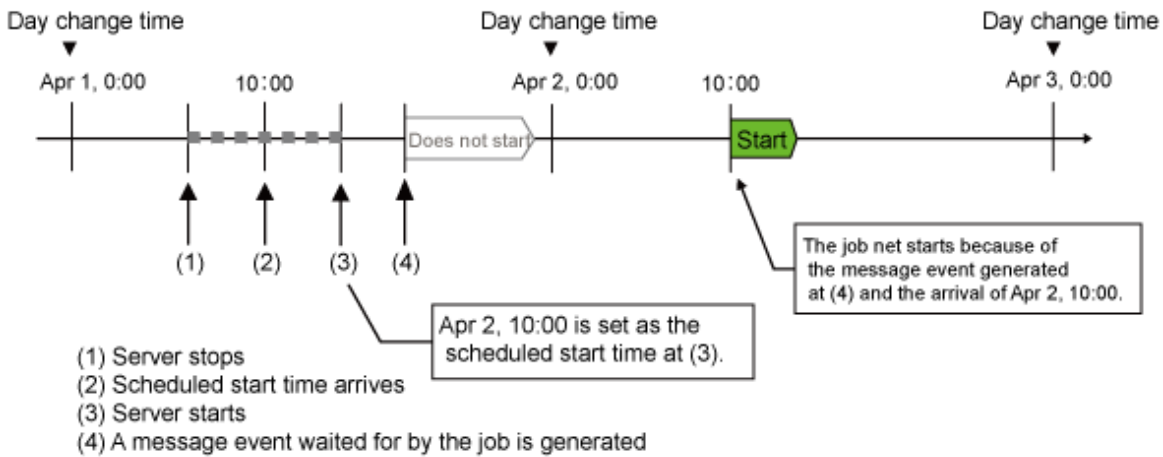 Day change time Day change time Day change time
Apr 1, 0:00 10:00 Apr 2, 0:00 10:00 Apr 3, 0:00
Does not start Start
(1) (2) (3) (4)
The job net starts because of
the message event generated
at (4) and the arrival of Apr 2, 10:00.
Apr 2, 10:00 is set as the
scheduled start time at (3).
(1) Server stops
(2) Scheduled start time arrives
(3) Server starts
(4) A message event waited for by the job is generated